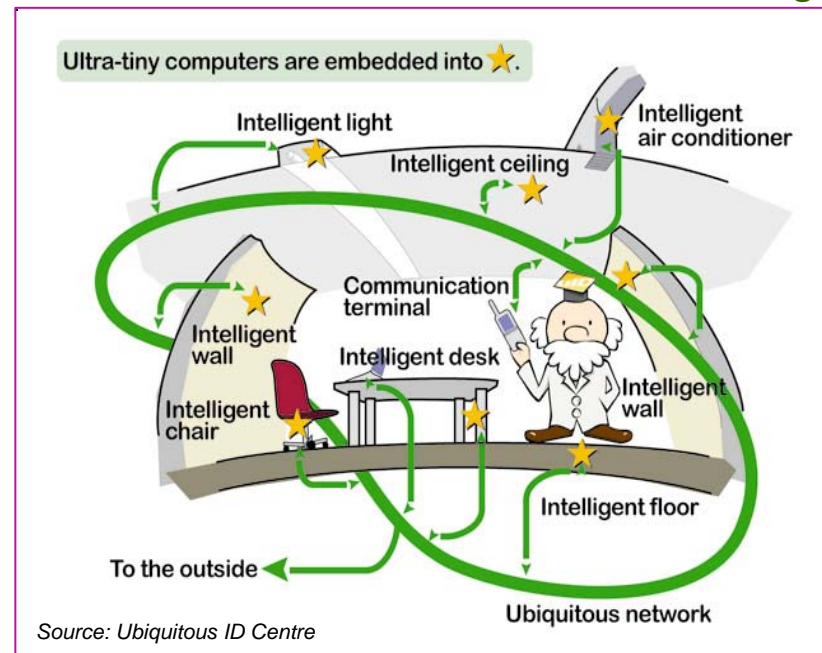 Ultra-tiny computers are embedded into ★.
Intelligent light
Intelligent
air conditioner
Intelligent ceiling
Communication
terminal
UIC
Intelligent
wall
Intelligent desk
Intelligent
wall
Intelligent
chair
Intelligent floor
To the outside
Ubiquitous network
Source: Ubiquitous ID Centre